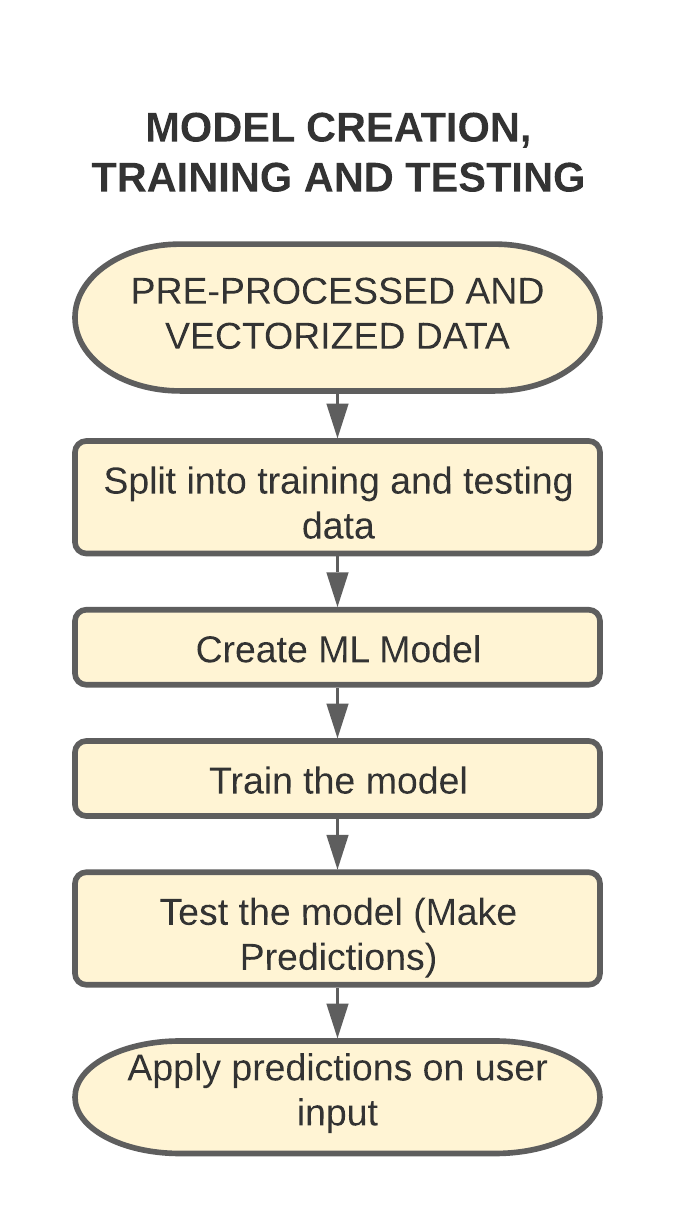 MODEL CREATION,
TRAINING AND TESTING
PRE-PROCESSED AND
VECTORIZED DATA
Split into training and testing
data
Create ML Model
Train the model
Test the model (Make
Predictions)
Apply predictions on user
input